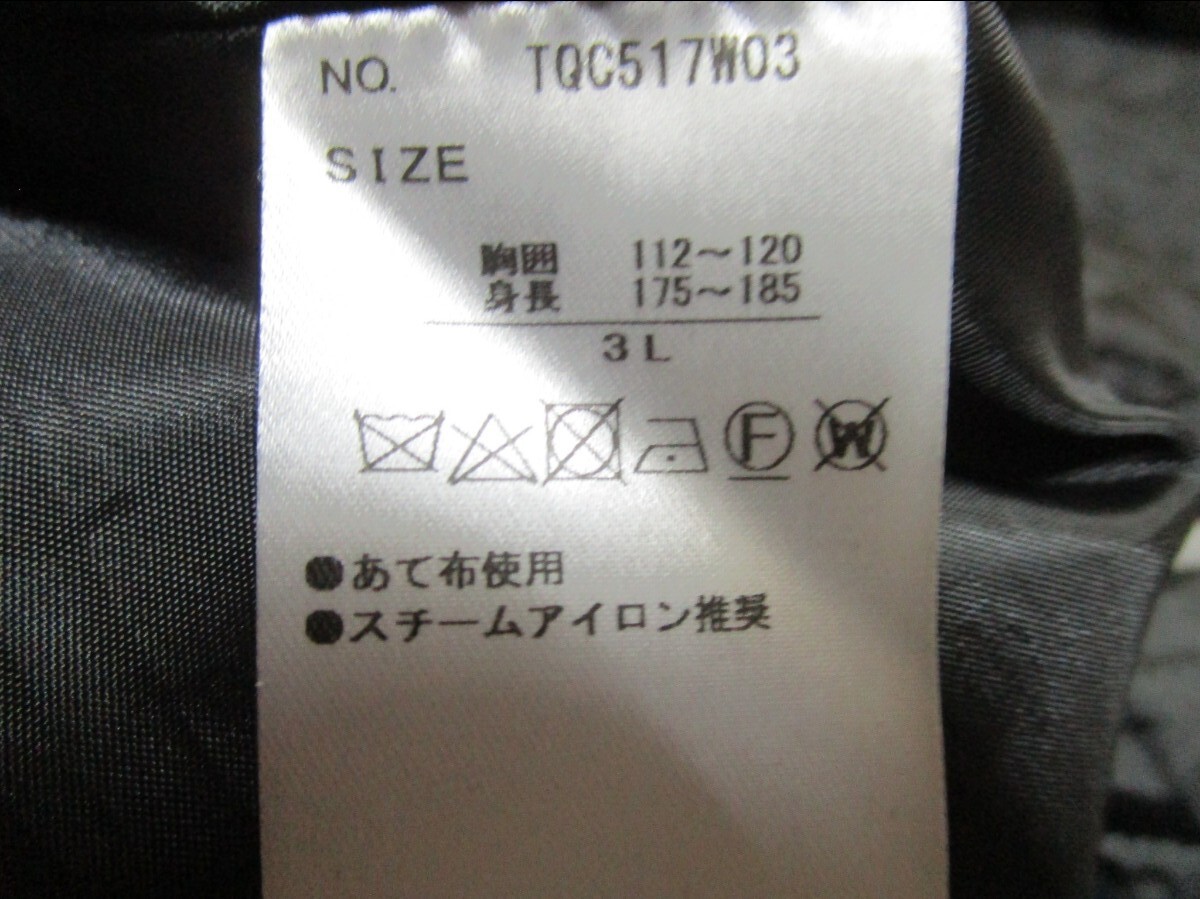 NO. TQC517W03
SIZE
胸囲 112～120
身長 175～185
3L
F W
●あて布使用
●スチームアイロン推奨